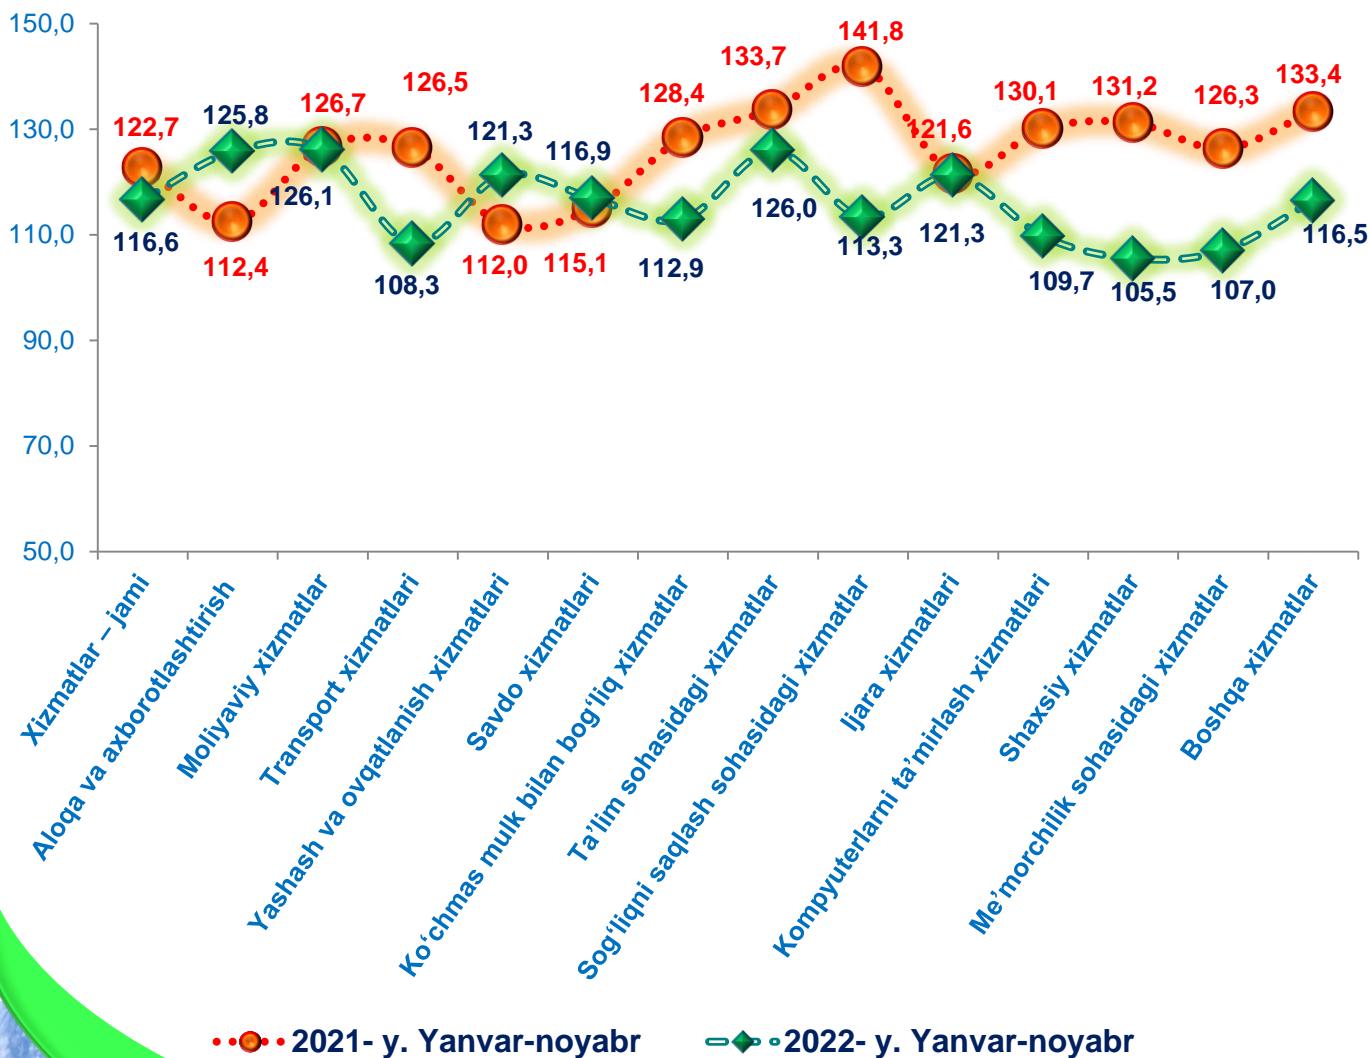 150,0
130,0
110,0
90,0
70,0
50,0
122,7
112,4
126,7
126,5
112,0
115,1
128,4
133,7
141,8
121,6
130,1
131,2
126,3
133,4
116,6
125,8
126,1
108,3
121,3
116,9
112,9
126,0
113,3
121,3
109,7
105,5
107,0
116,5
Xizmatlar – jami
Aloqa va axborotlashtirish
Moliyaviy xizmatlar
Transport xizmatlari
Yashash va ovqatlanish xizmatlari
Savdo xizmatlari
Ko‘chmas mulk bilan bog‘liq xizmatlar
Ta’lim sohasidagi xizmatlar
Sog‘liqni saqlash sohasidagi xizmatlar
Ijara xizmatlari
Kompyuterlarni ta’mirlash xizmatlari
Shaxsiy xizmatlar
Me’morchilik sohasidagi xizmatlar
Boshqa xizmatlar
2021- y. Yanvar-noyabr
2022- y. Yanvar-noyabr